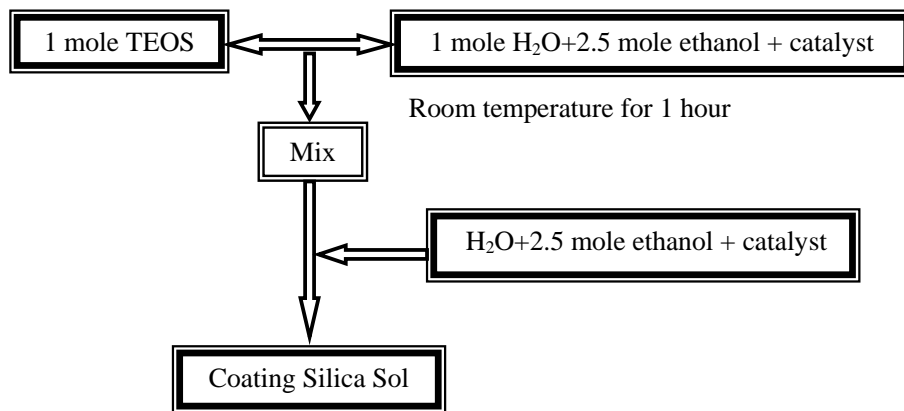 1 mole TEOS
1 mole H₂O+2.5 mole ethanol + catalyst
Room temperature for 1 hour
Mix
H₂O+2.5 mole ethanol + catalyst
Coating Silica Sol